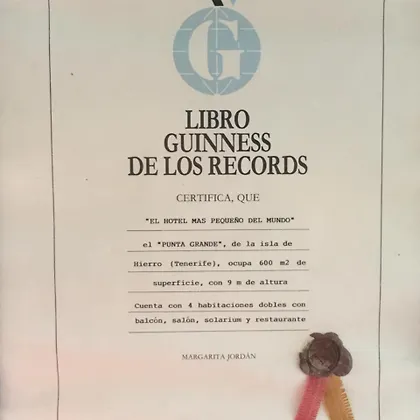 G
LIBRO
GUINNESS
DE LOS RECORDS
CERTIFICA, QUE
"EL HOTEL MAS PEQUEÑO DEL MUNDO"
el "PUNTA GRANDE", de la isla de
Hierro (Tenerife), ocupa 600 m2 de
superficie, con 9 m de altura
Cuenta con 4 habitaciones dobles con
balcón, salón, solarium y restaurante
MARGARITA JORDÁN